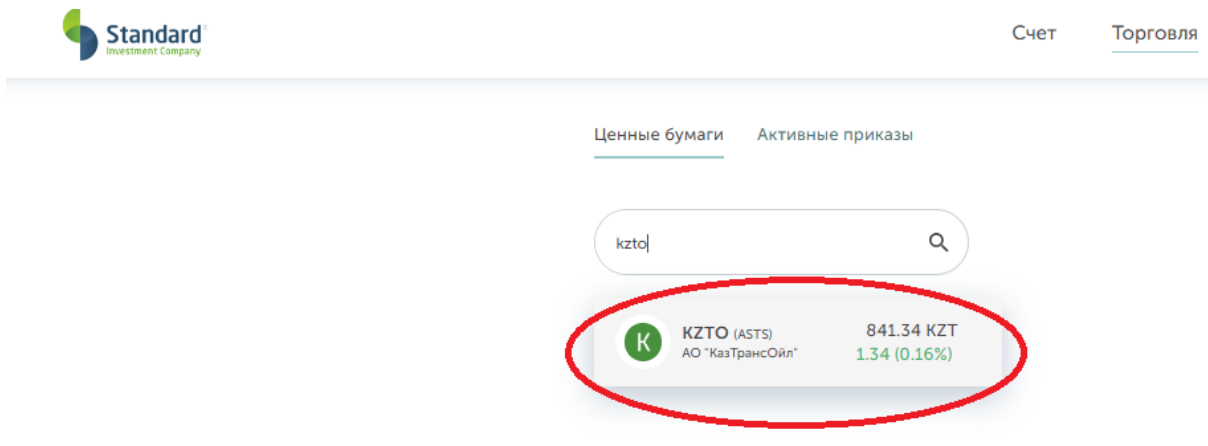 Standard
Investment Company
Счет Торговля
Ценные бумаги Активные приказы
kzto
K
KZTO (ASTS) 841.34 KZT
АО "КазТрансОйл" 1.34 (0.16%)